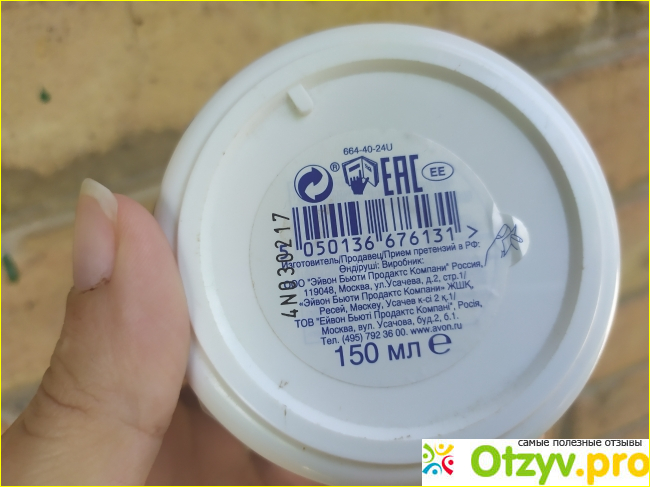 664-40-24U
® EAC EE
4N030217
050136 676131 >
Изготовитель/Продавец/Прием претензий в РФ:
Өндіруші: Виробник:
ООО "Эйвон Бьюти Продактс Компани" Россия,
119048, Москва, ул.Усачева, д.2, стр.1/
«Эйвон Бьюти Продактс Компани» ЖШҚ,
Ресей, Мәскеу, Усачев к-сі 2 қ.1/
ТОВ "Ейвон Бьюті Продактс Компані", Росія,
Москва, вул. Усачова, буд.2, б.1.
Тел. (495) 792 36 00. www.avon.ru
150 мл e
самые полезные отзывы
Otzyv.pro